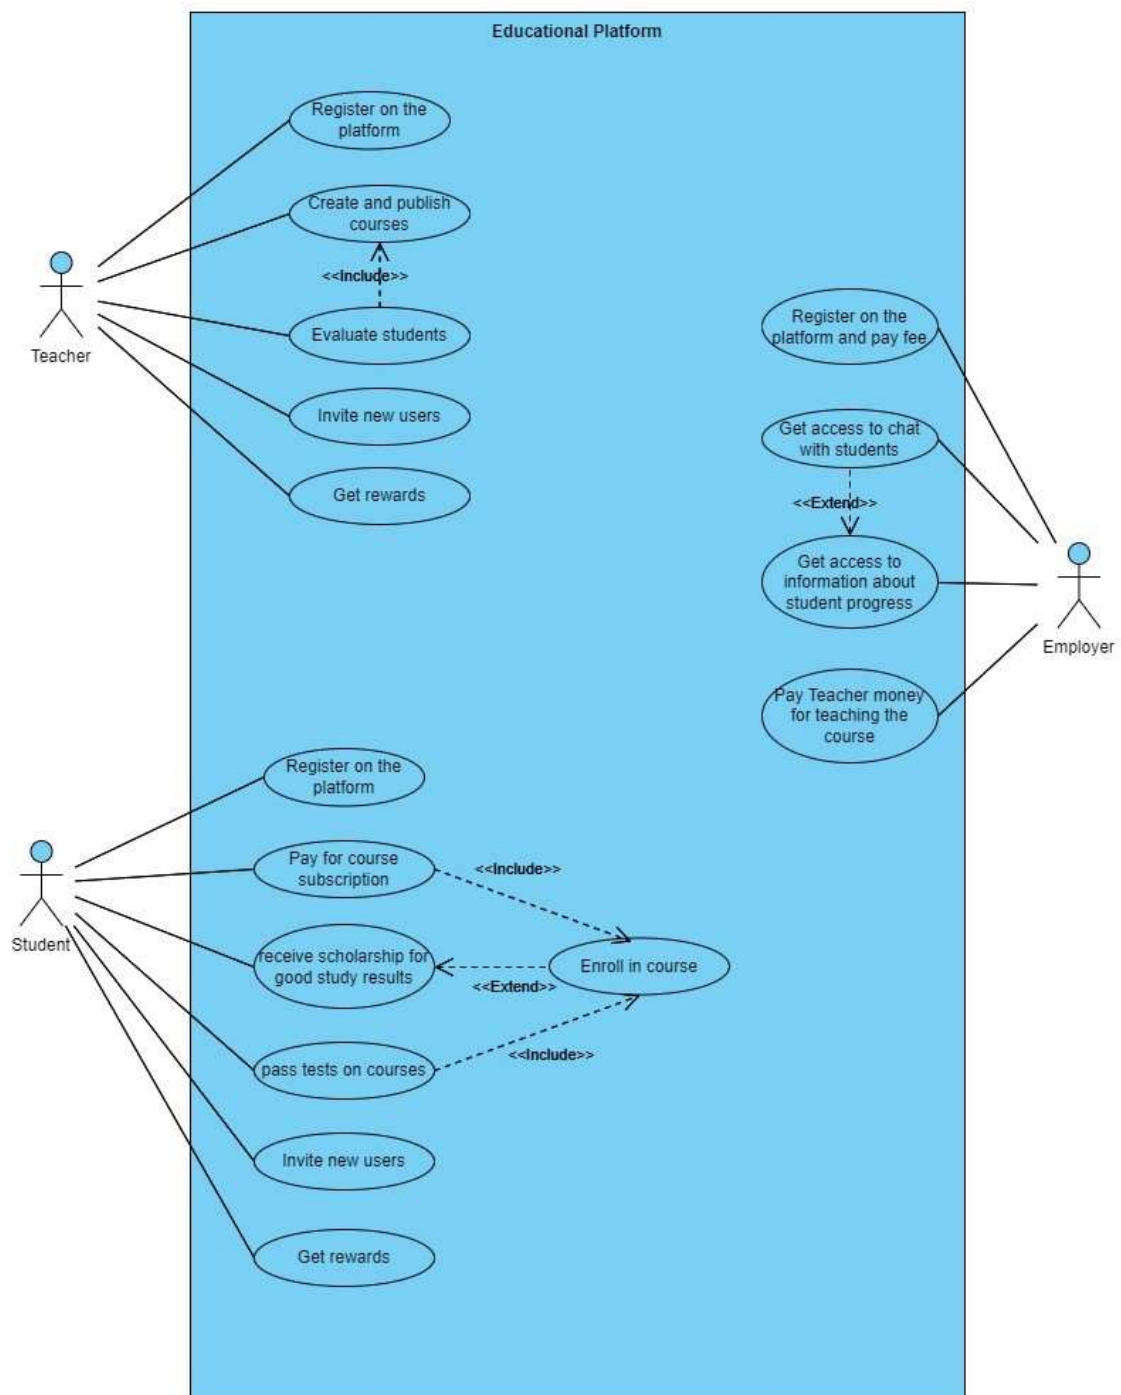 Educational Platform
Register on the
platform
Create and publish
courses
<<Include>>
Evaluate students
Teacher
Invite new users
Get rewards
Register on the
platform and pay fee
Get access to chat
with students
<<Extend>>
Get access to
information about
student progress
Employer
Pay Teacher money
for teaching the
course
Register on the
platform
Pay for course
subscription
<<Include>>
Student
receive scholarship for
good study results
Enroll in course
<<Extend>>
<<Include>>
pass tests on courses
Invite new users
Get rewards